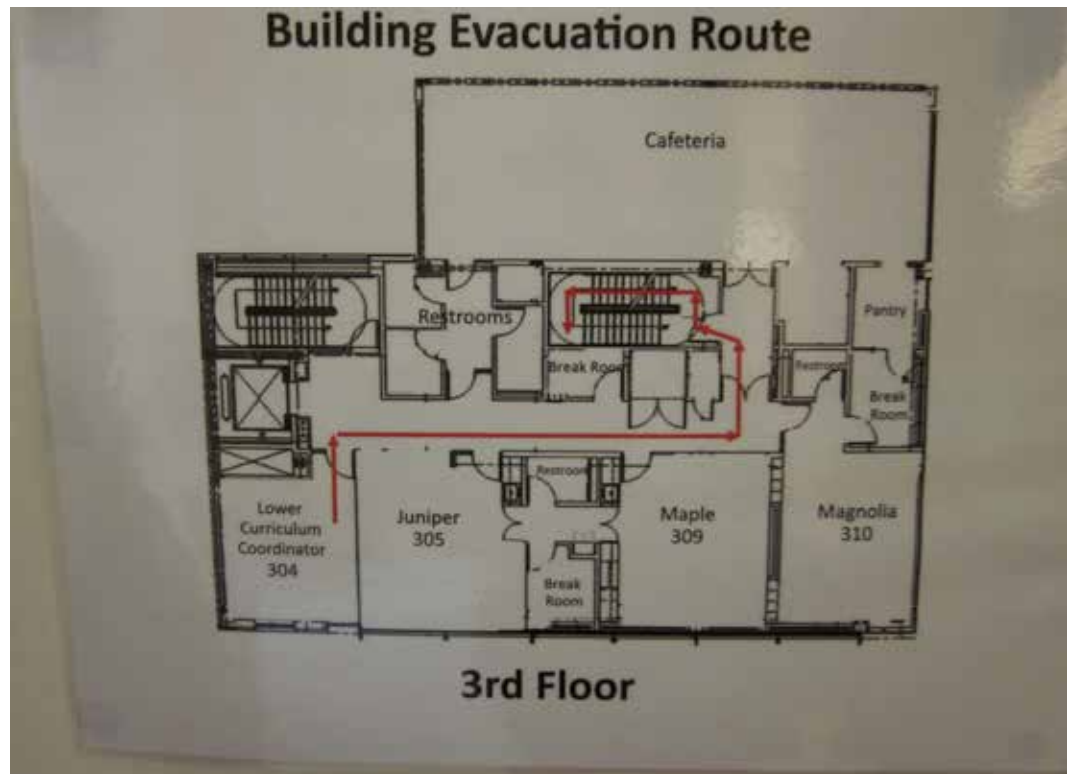 Building Evacuation Route
Cafeteria
Restrooms
Pantry
Break Room
Restroom
Break
Room
Restroom
Lower
Curriculum
Coordinator
304
Juniper
305
Maple
309
Magnolia
310
Break
Room
3rd Floor